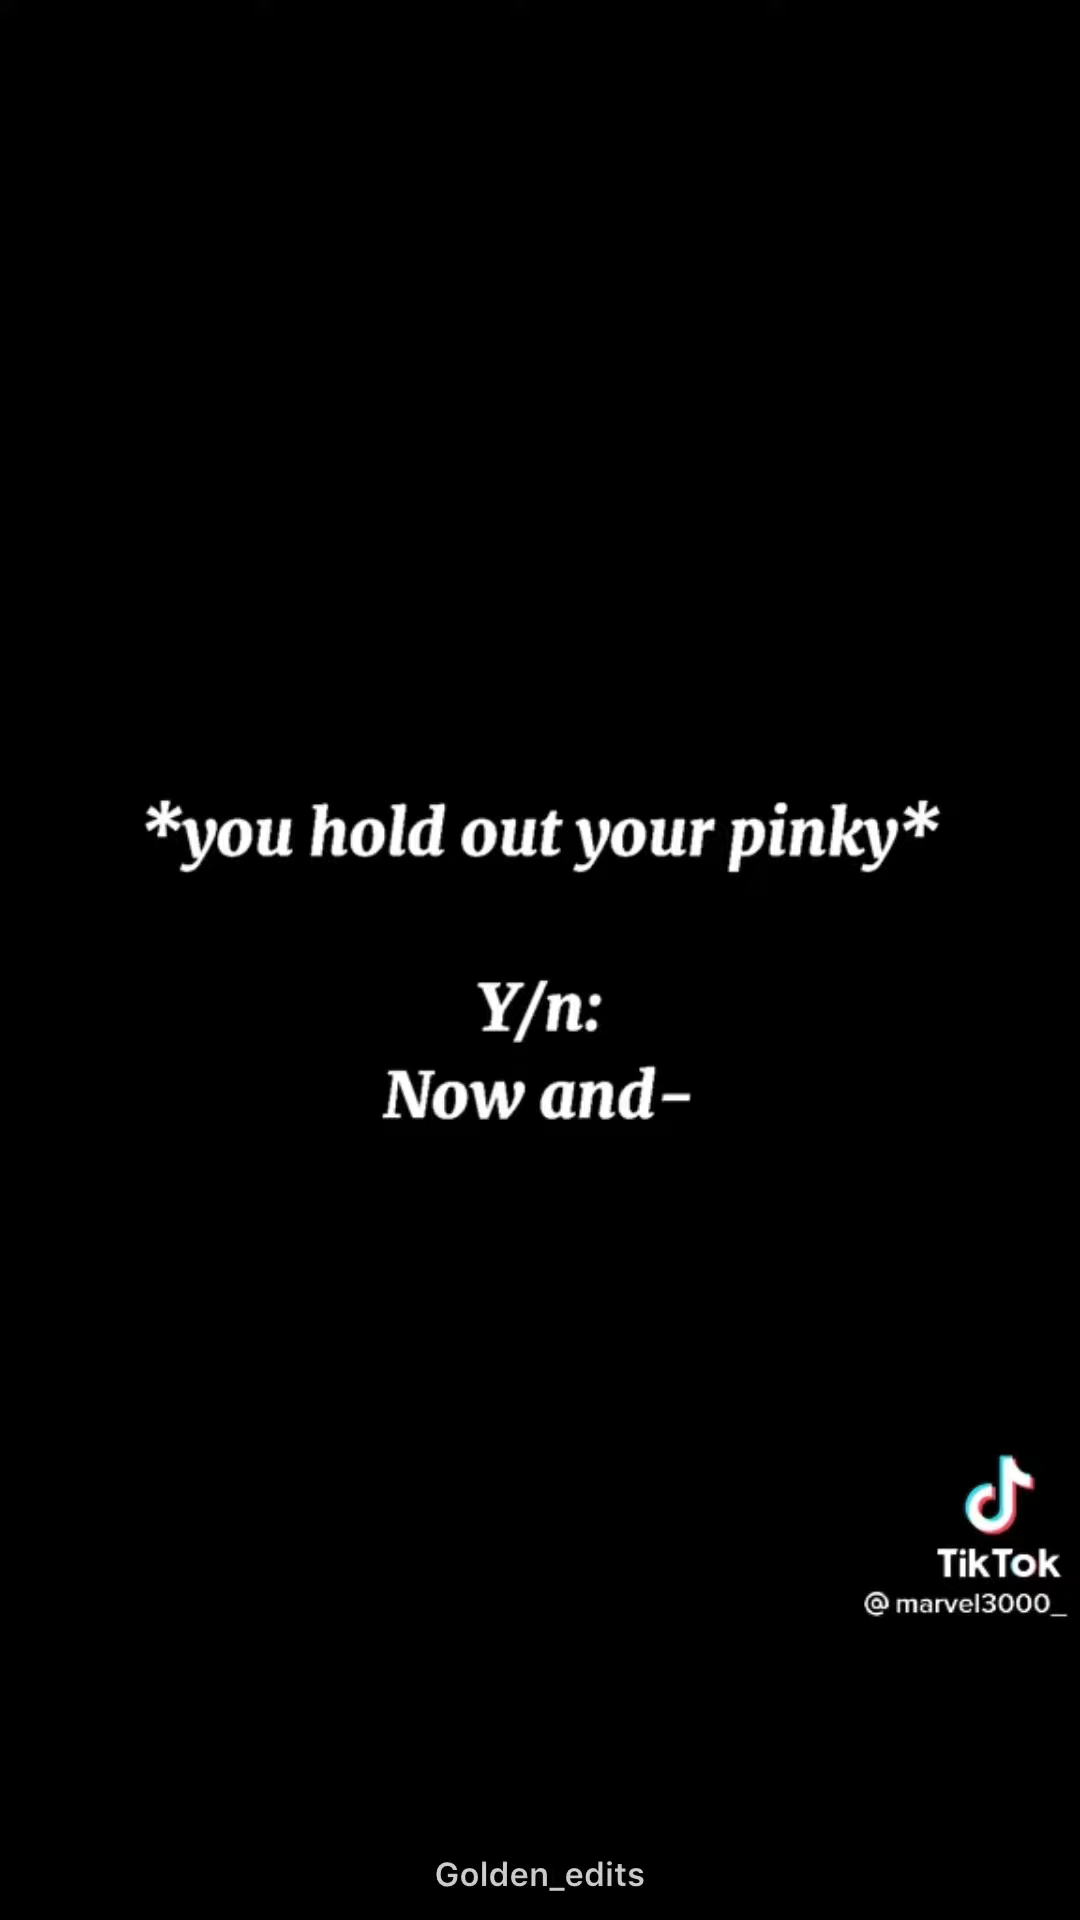 *you hold out your pinky*
Y/n:
Now and-
TikTok
@marvel3000_
Golden_edits